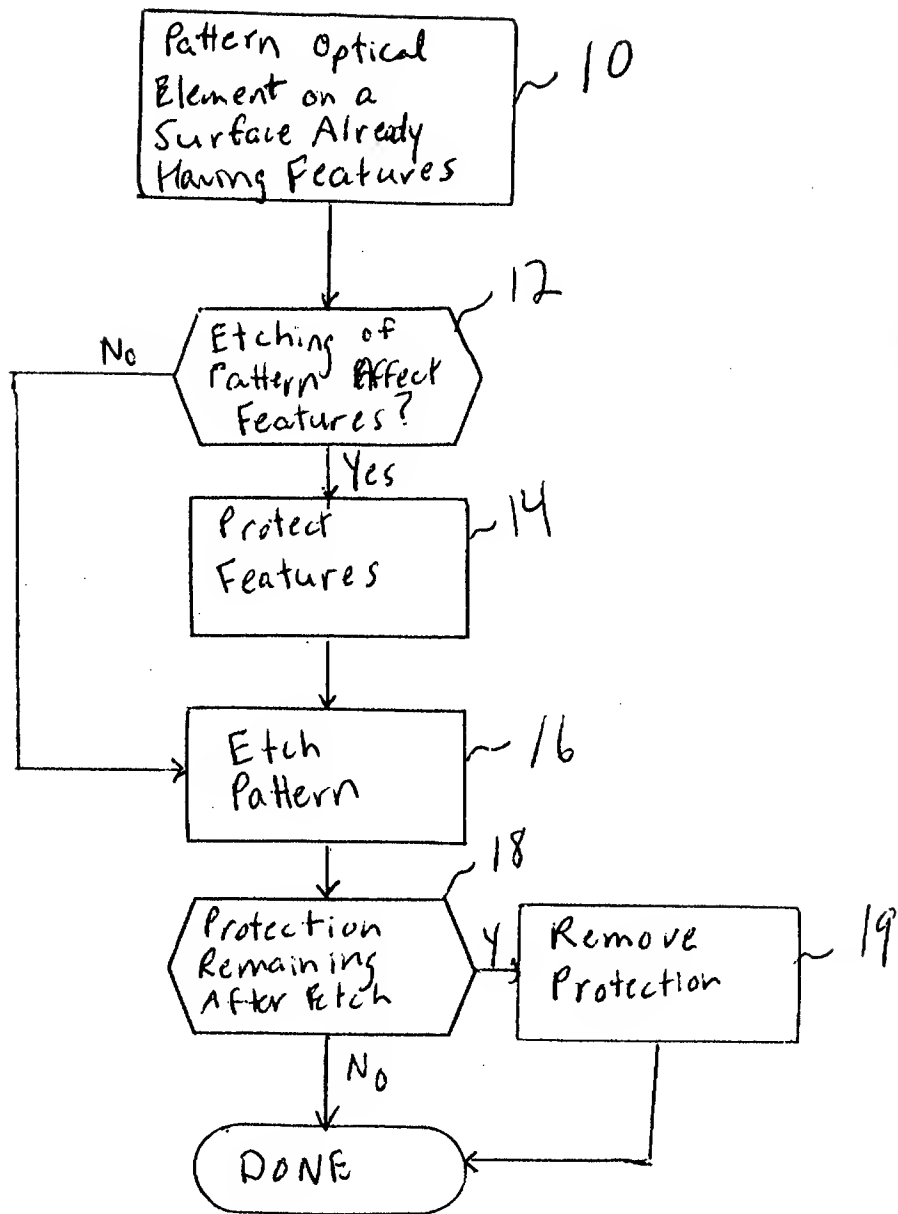 Pattern Optical
Element on a
Surface Already
Having Features
10
12
Etching of
Pattern Affect
Features?
No
Yes
14
Protect
Features
16
Etch
Pattern
18
Protection
Remaining
After Etch
Y
19
Remove
Protection
No
DONE